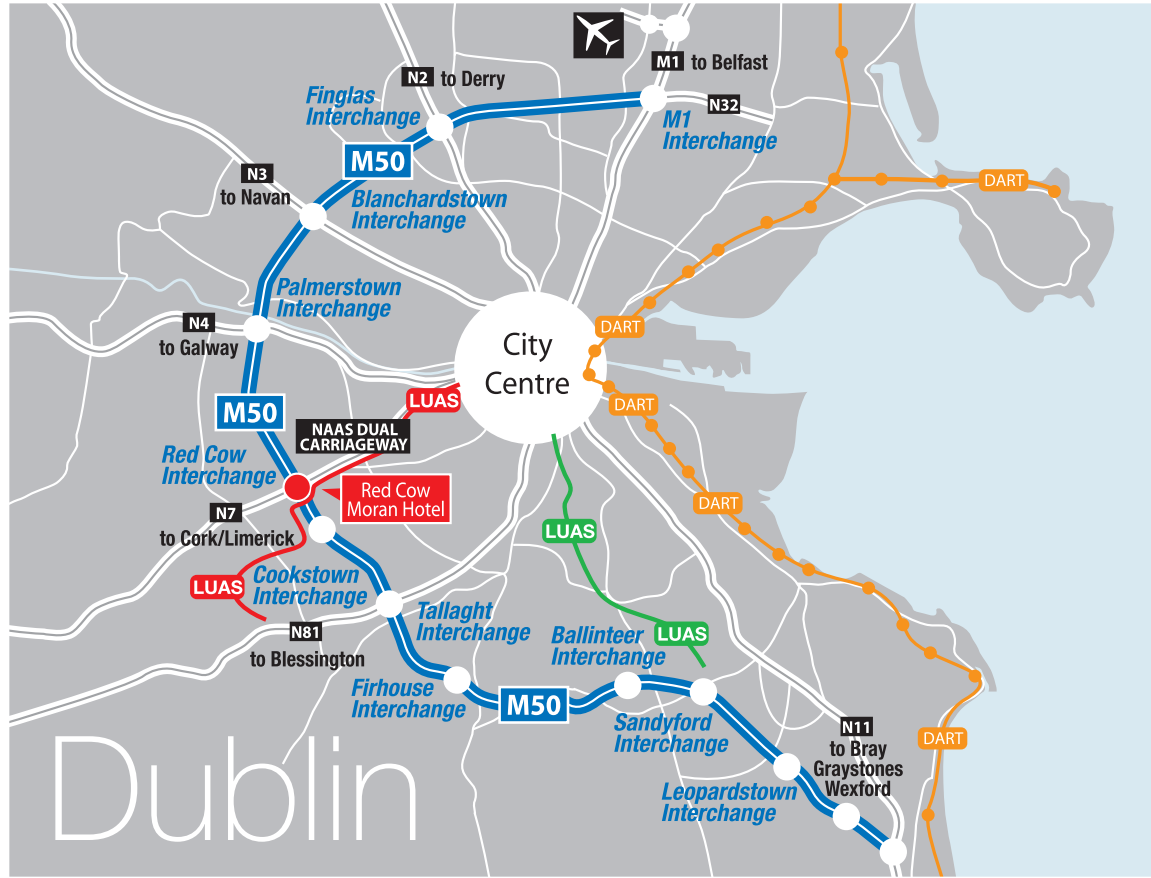 M1 to Belfast
N2 to Derry
N32
Finglas
Interchange
M1
Interchange
M50
N3
to Navan
DART
Blanchardstown
Interchange
Palmerstown
Interchange
N4
to Galway
DART
City
Centre
LUAS
DART
M50
NAAS DUAL
CARRIAGEWAY
Red Cow
Interchange
Red Cow
Moran Hotel
DART
N7
to Cork/Limerick
LUAS
LUAS
Cookstown
Interchange
Tallaght
Interchange
N81
to Blessington
Ballinteer
Interchange
LUAS
Firhouse
Interchange
M50
Sandyford
Interchange
N11
to Bray
Graystones
Wexford
DART
Leopardstown
Interchange
Dublin